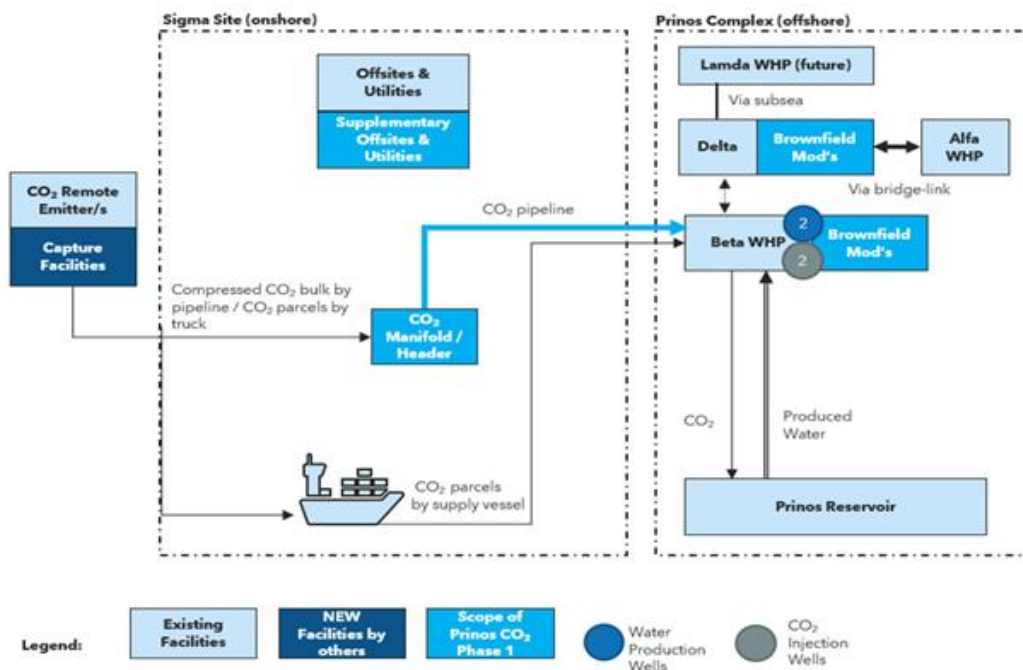 Sigma Site (onshore)
Prinos Complex (offshore)
Offsites &
Utilities
Supplementary
Offsites &
Utilities
Lamda WHP (future)
Via subsea
Delta
Brownfield
Mod's
Alfa
WHP
Via bridge-link
CO₂ Remote
Emitter/s
Capture
Facilities
CO₂ pipeline
Beta WHP
2
2
Brownfield
Mod's
Compressed CO₂ bulk by
pipeline / CO₂ parcels by
truck
CO₂
Manifold /
Header
CO₂
Produced
Water
CO₂ parcels
by supply vessel
Prinos Reservoir
Legend:
Existing
Facilities
NEW
Facilities by
others
Scope of
Prinos CO₂
Phase 1
Water
Production
Wells
CO₂
Injection
Wells